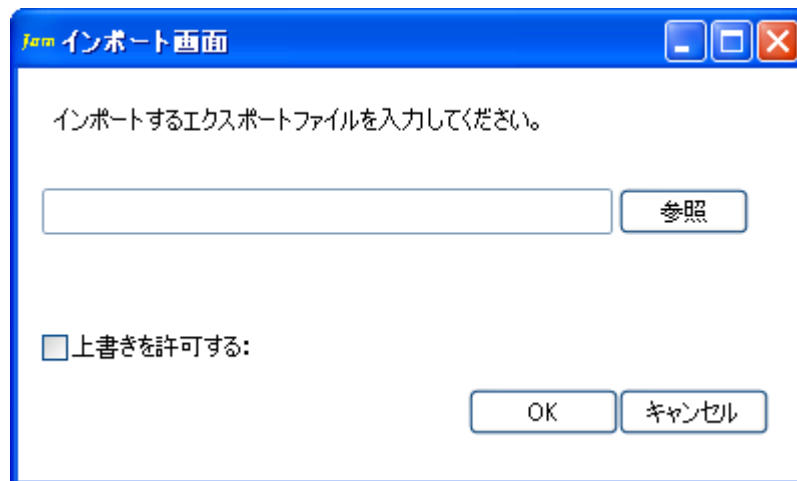 Jam インポート画面
インポートするエクスポートファイルを入力してください。
参照
上書きを許可する:
OK キャンセル